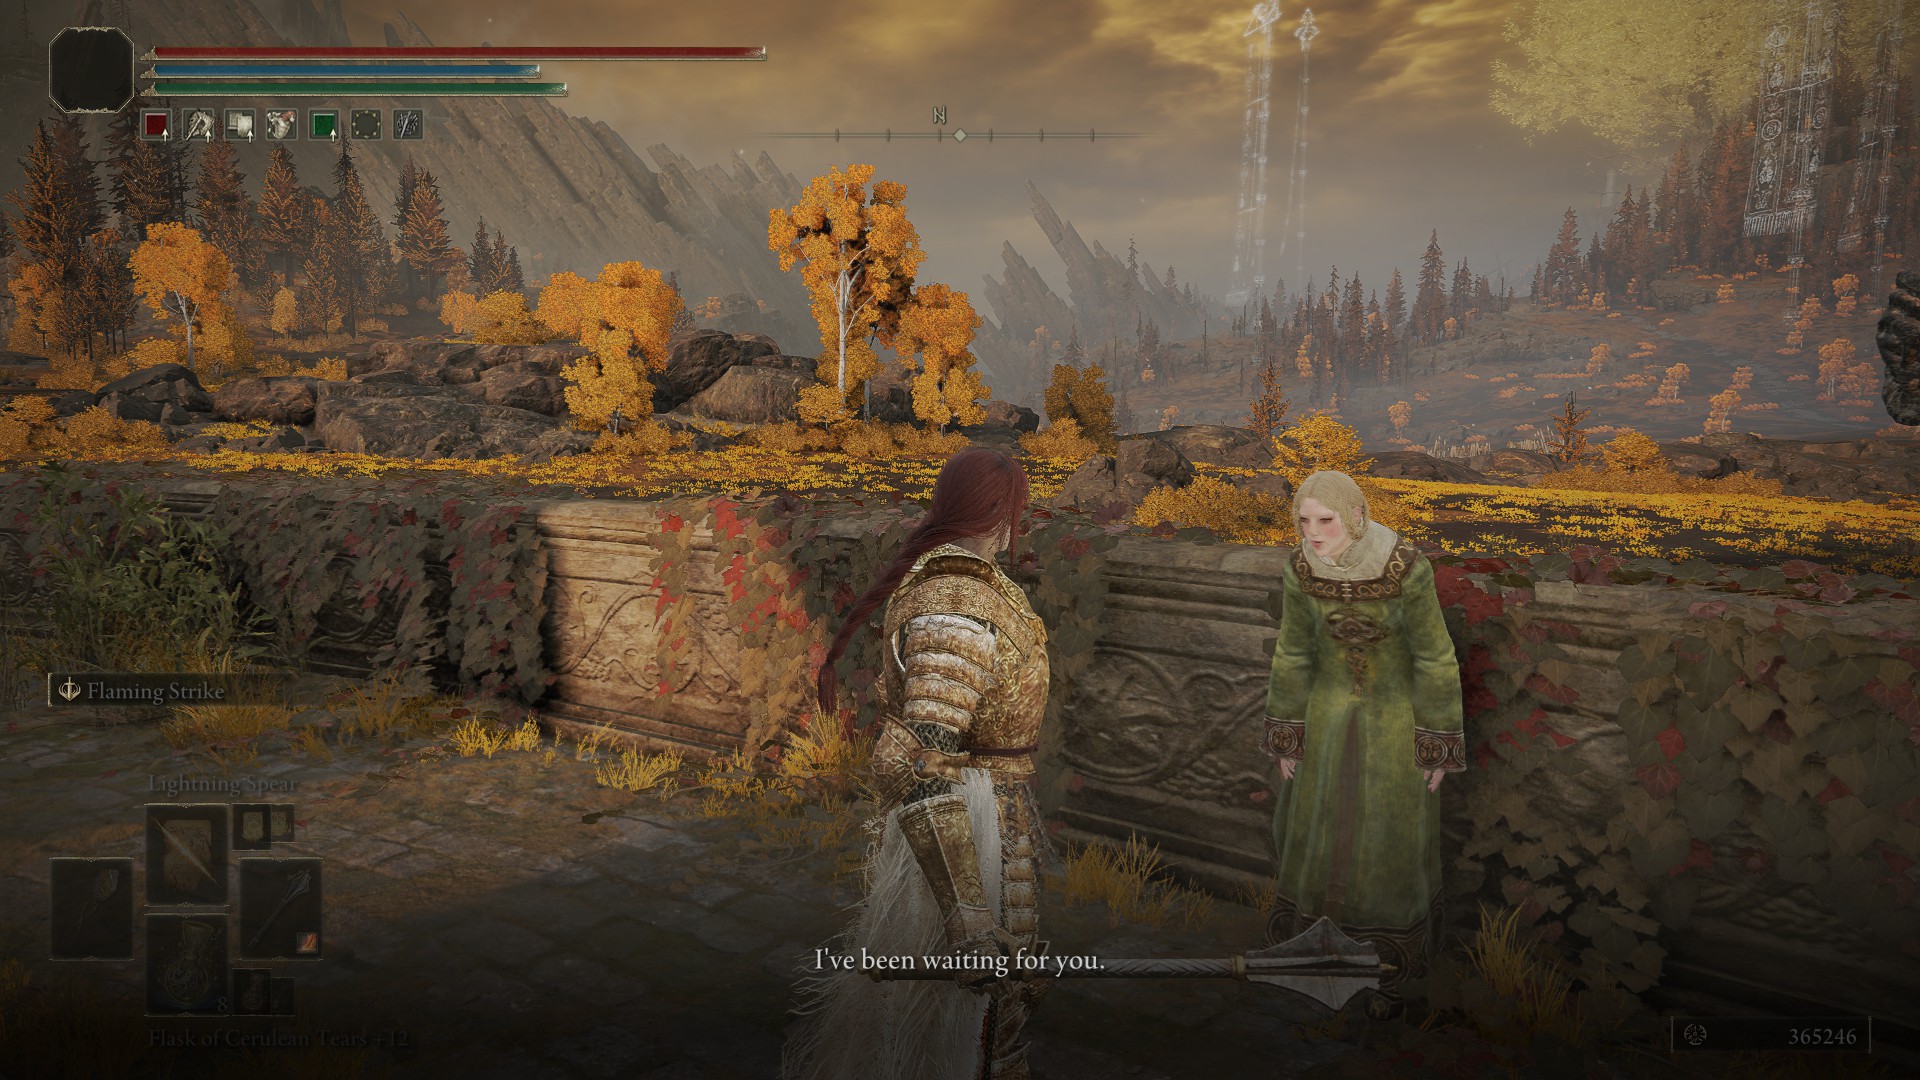 N
Flaming Strike
Lightning Spear
I've been waiting for you.
8
Flask of Cerulean Tears +12
365246